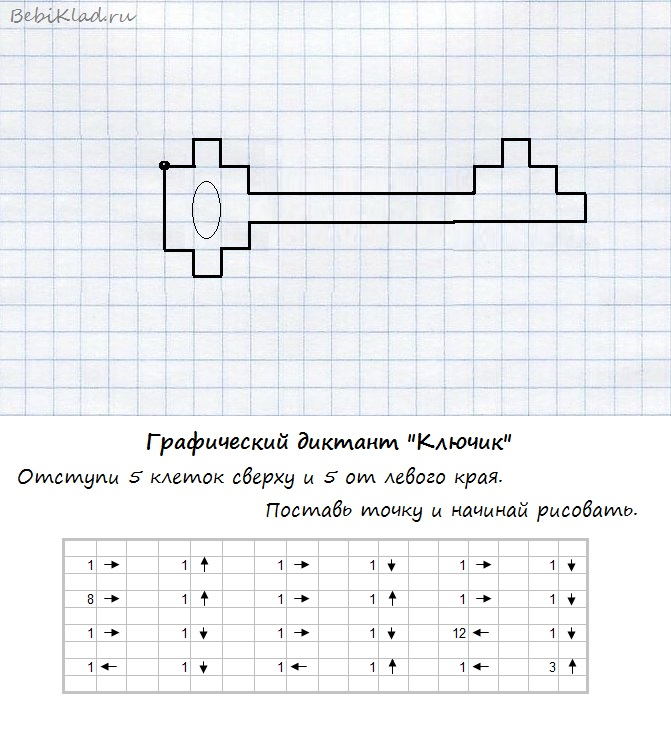 BebiKlad.ru
Графический диктант "Ключик"
Отступи 5 клеток сверху и 5 от левого края.
Поставь точку и начинай рисовать.
1 → 1 ↑ 1 → 1 ↓ 1 → 1 ↓
8 → 1 ↑ 1 → 1 ↑ 1 → 1 ↓
1 → 1 ↓ 1 → 1 ↓ 12 ← 1 ↓
1 ← 1 ↓ 1 ← 1 ↑ 1 ← 3 ↑